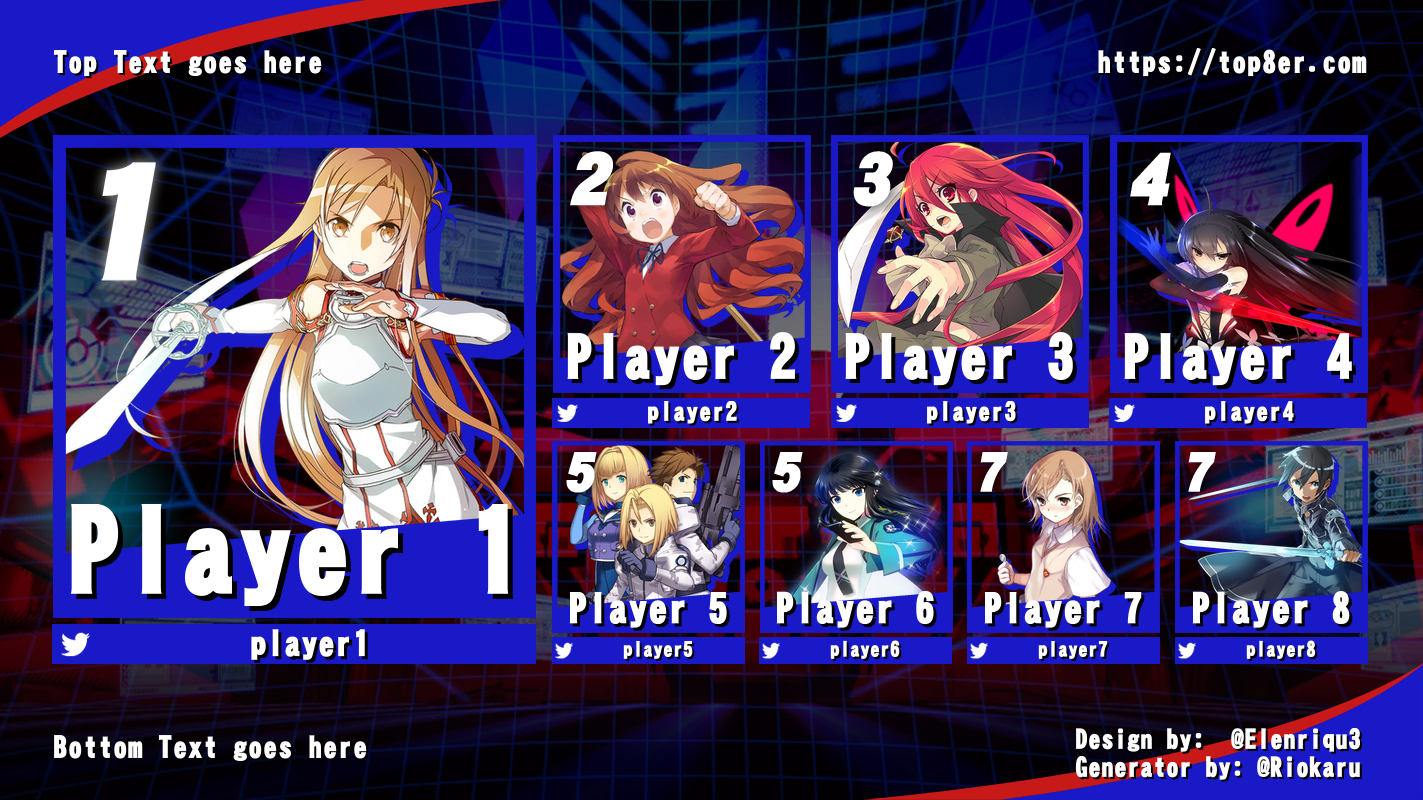 Top Text goes here
https://top8er.com
1
Player 1
player1
2
Player 2
player2
3
Player 3
player3
4
Player 4
player4
5
Player 5
player5
5
Player 6
player6
7
Player 7
player7
7
Player 8
player8
Bottom Text goes here
Design by: @Elenriqu3
Generator by: @Riokaru